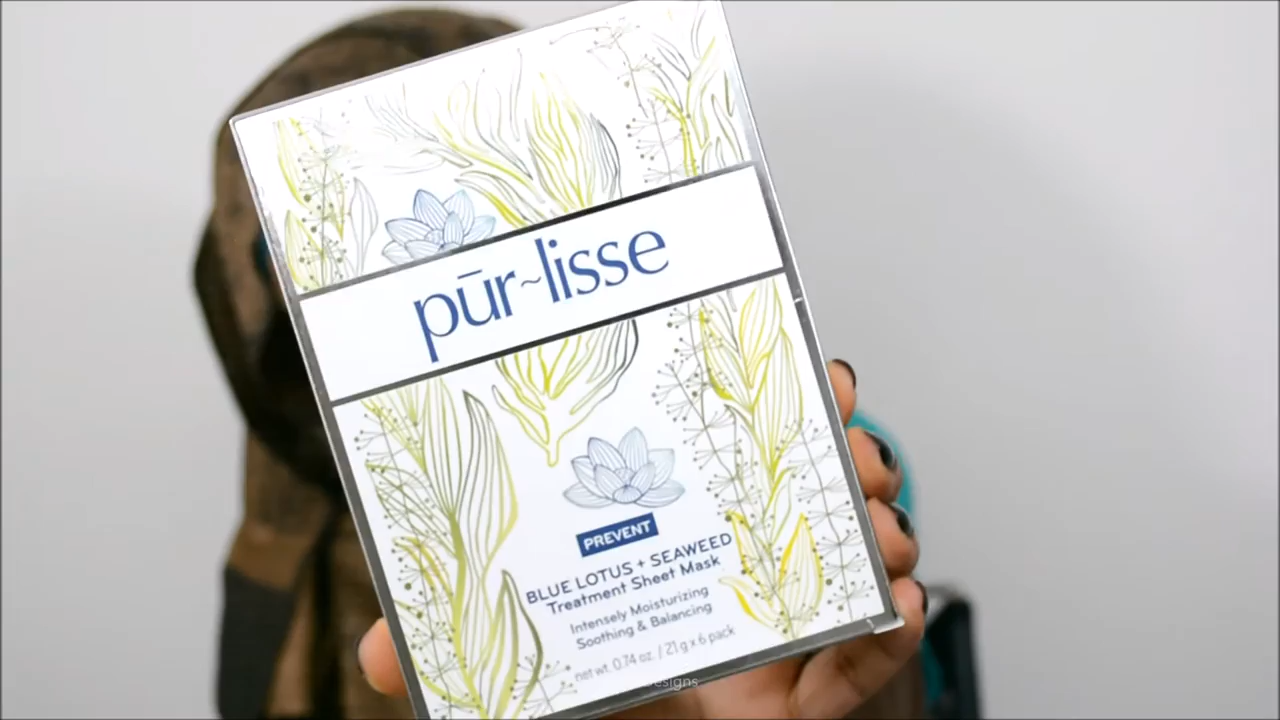 pūr~lisse
PREVENT
BLUE LOTUS + SEAWEED
Treatment Sheet Mask
Intensely Moisturizing
Soothing & Balancing
net wt. 0.74 oz. / 21 g x 6 pack